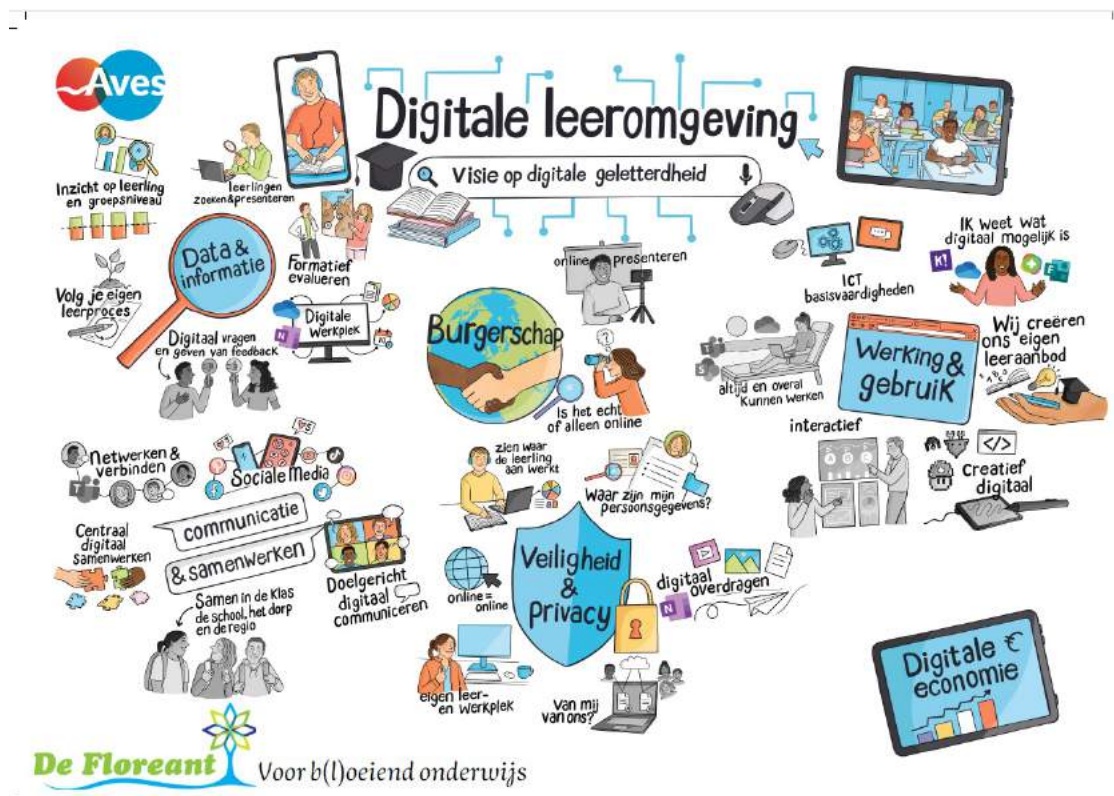 Aves
Digitale leeromgeving
Visie op digitale geletterdheid
Inzicht op leerling
en groepsniveau
leerlingen
zoeken & presenteren
Data &
informatie
Formatief
evalueren
Volg je eigen
leerproces
Digitale
Werkplek
N
Digitaal vragen
en geven van feedback
online presenteren
Burgerschap
Is het echt
of alleen online
ICT
basisvaardigheden
IK weet wat
digitaal mogelijk is
K!
altijd en overal
kunnen werken
Werking &
gebruik
Wij creëren
ons eigen
leeraanbod
interactief
</>
creatief
digitaal
Netwerken &
verbinden
Sociale Media
communicatie
& samenwerken
Centraal
digitaal
samenwerken
Doelgericht
digitaal
communiceren
Samen in de klas
de school, het dorp
en de regio
zien waar
de leerling
aan werkt
Waar zijn mijn
persoonsgegevens?
Veiligheid
&
Privacy
online =
online
digitaal
overdragen
N
eigen leer-
en werkplek
Van mij
van ons?
Digitale €
economie
De Floreant
Voor b(l)oeiend onderwijs